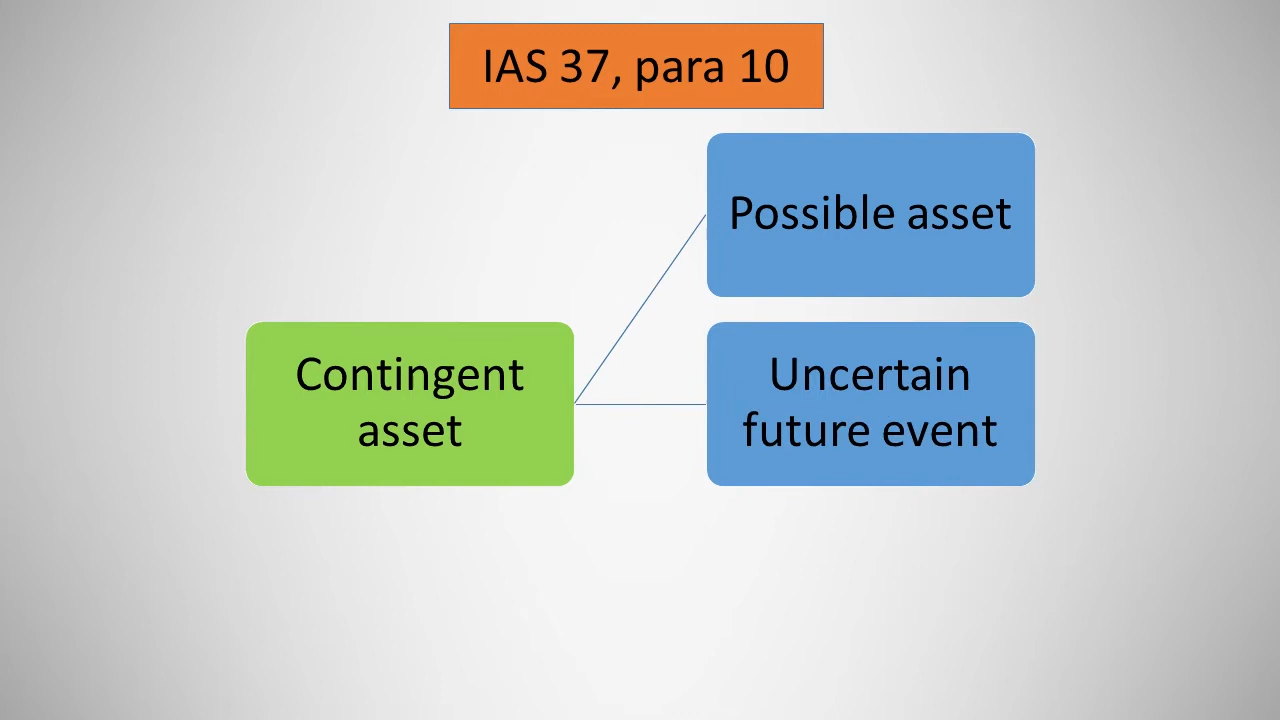 IAS 37, para 10
Possible asset
Contingent
asset
Uncertain
future event